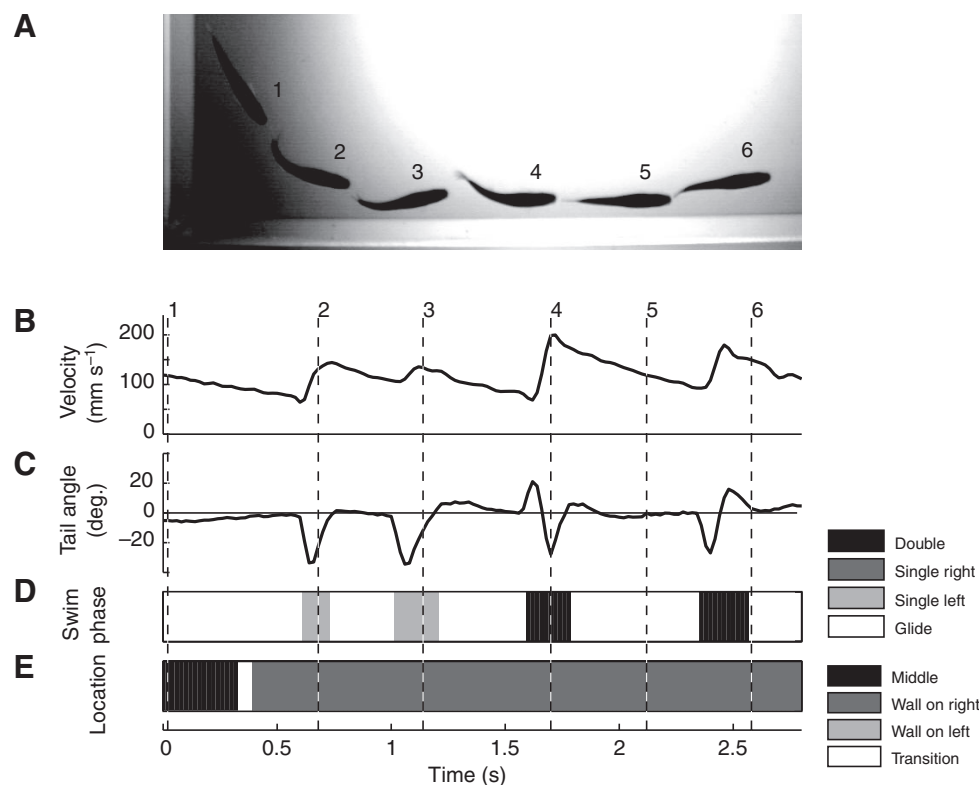 A
1
2
3
4
5
6
B
1 2 3 4 5 6
Velocity
(mm s⁻¹)
200
100
0
C
Tail angle
(deg.)
20
0
–20
D
Swim
phase
Double
Single right
Single left
Glide
E
Location
Middle
Wall on right
Wall on left
Transition
0 0.5 1 1.5 2 2.5
Time (s)